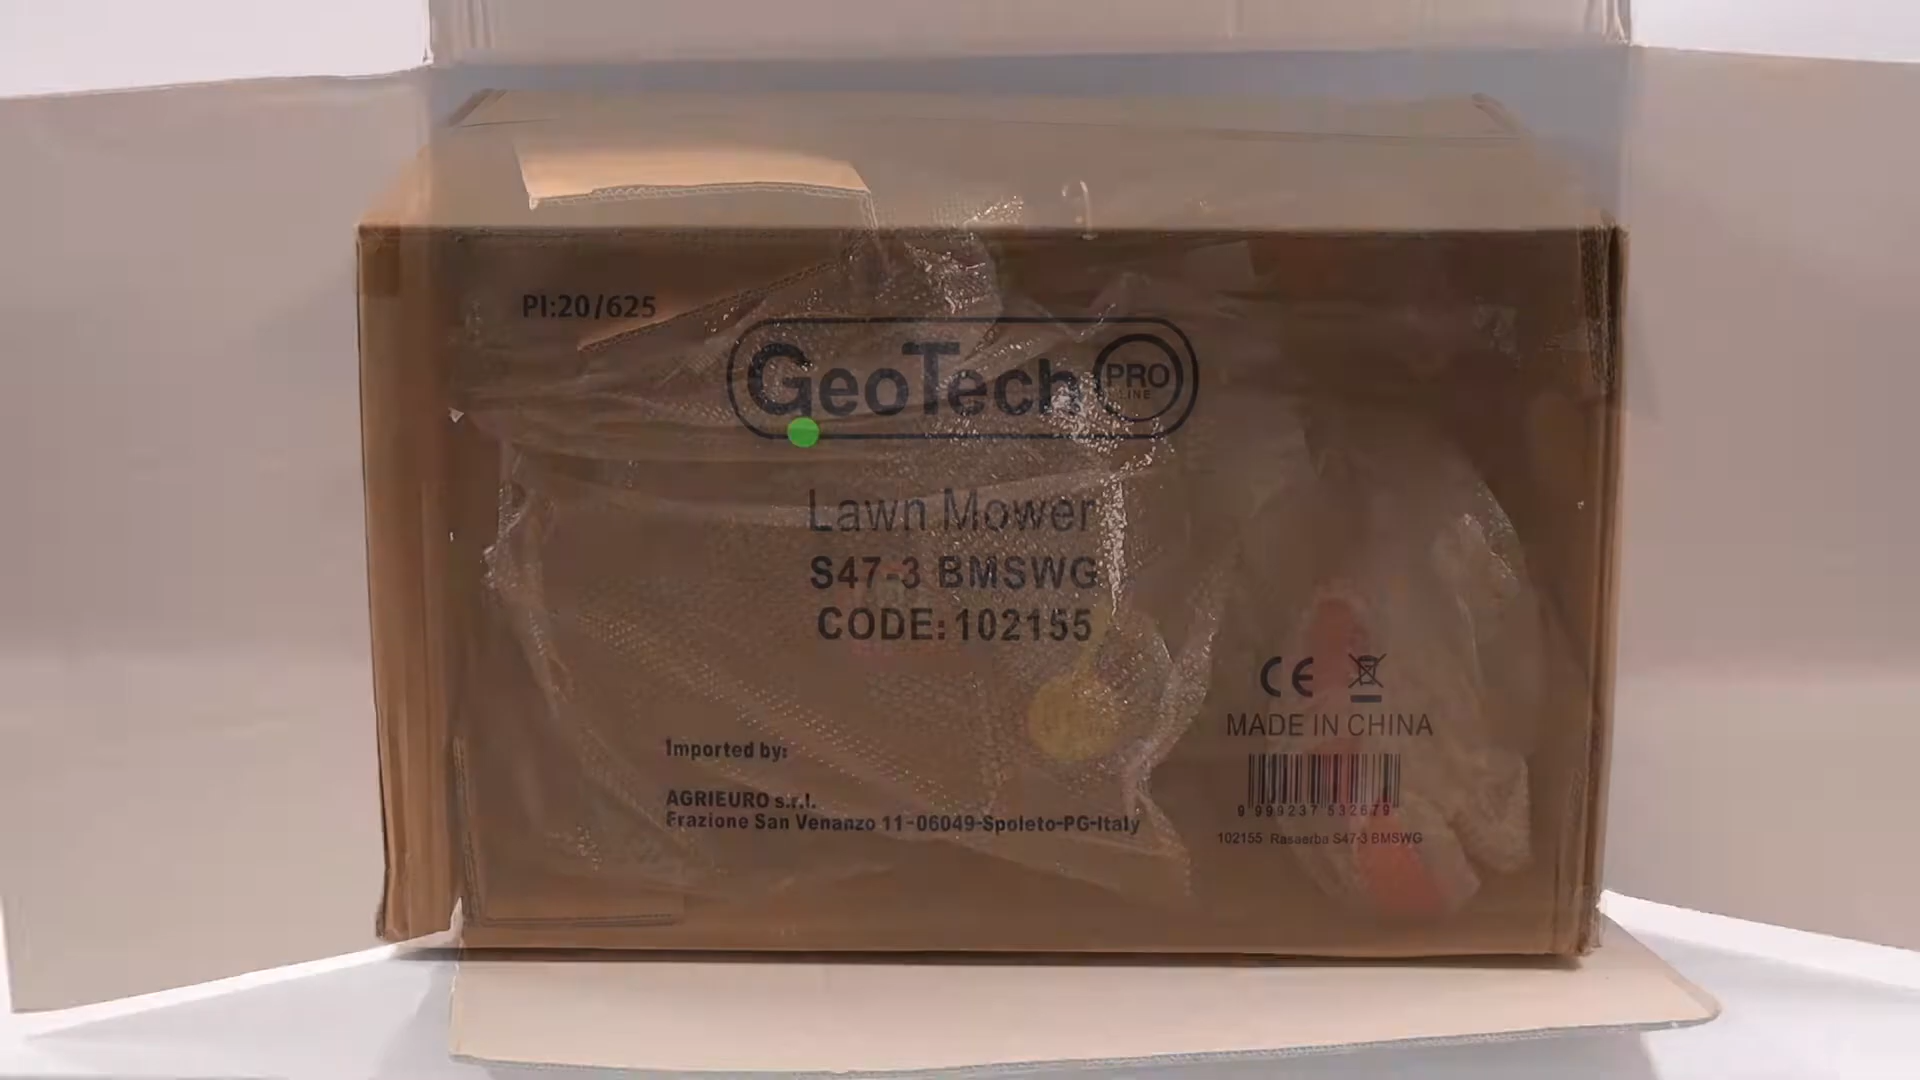 PI:20/625
GeoTech PRO
LINE
Lawn Mower
S47-3 BMSWG
CODE:102155
CE
MADE IN CHINA
9 999237 532679
102155 Rasaerba S47-3 BMSWG
Imported by:
AGRIEURO s.r.l.
Frazione San Venanzo 11-06049-Spoleto-PG-Italy